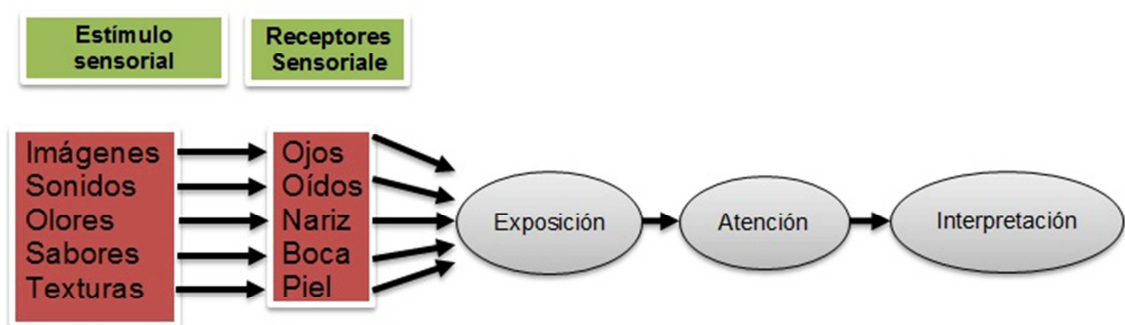 Estímulo
sensorial
Receptores
Sensoriale
Imágenes
Sonidos
Olores
Sabores
Texturas
Ojos
Oídos
Nariz
Boca
Piel
Exposición
Atención
Interpretación